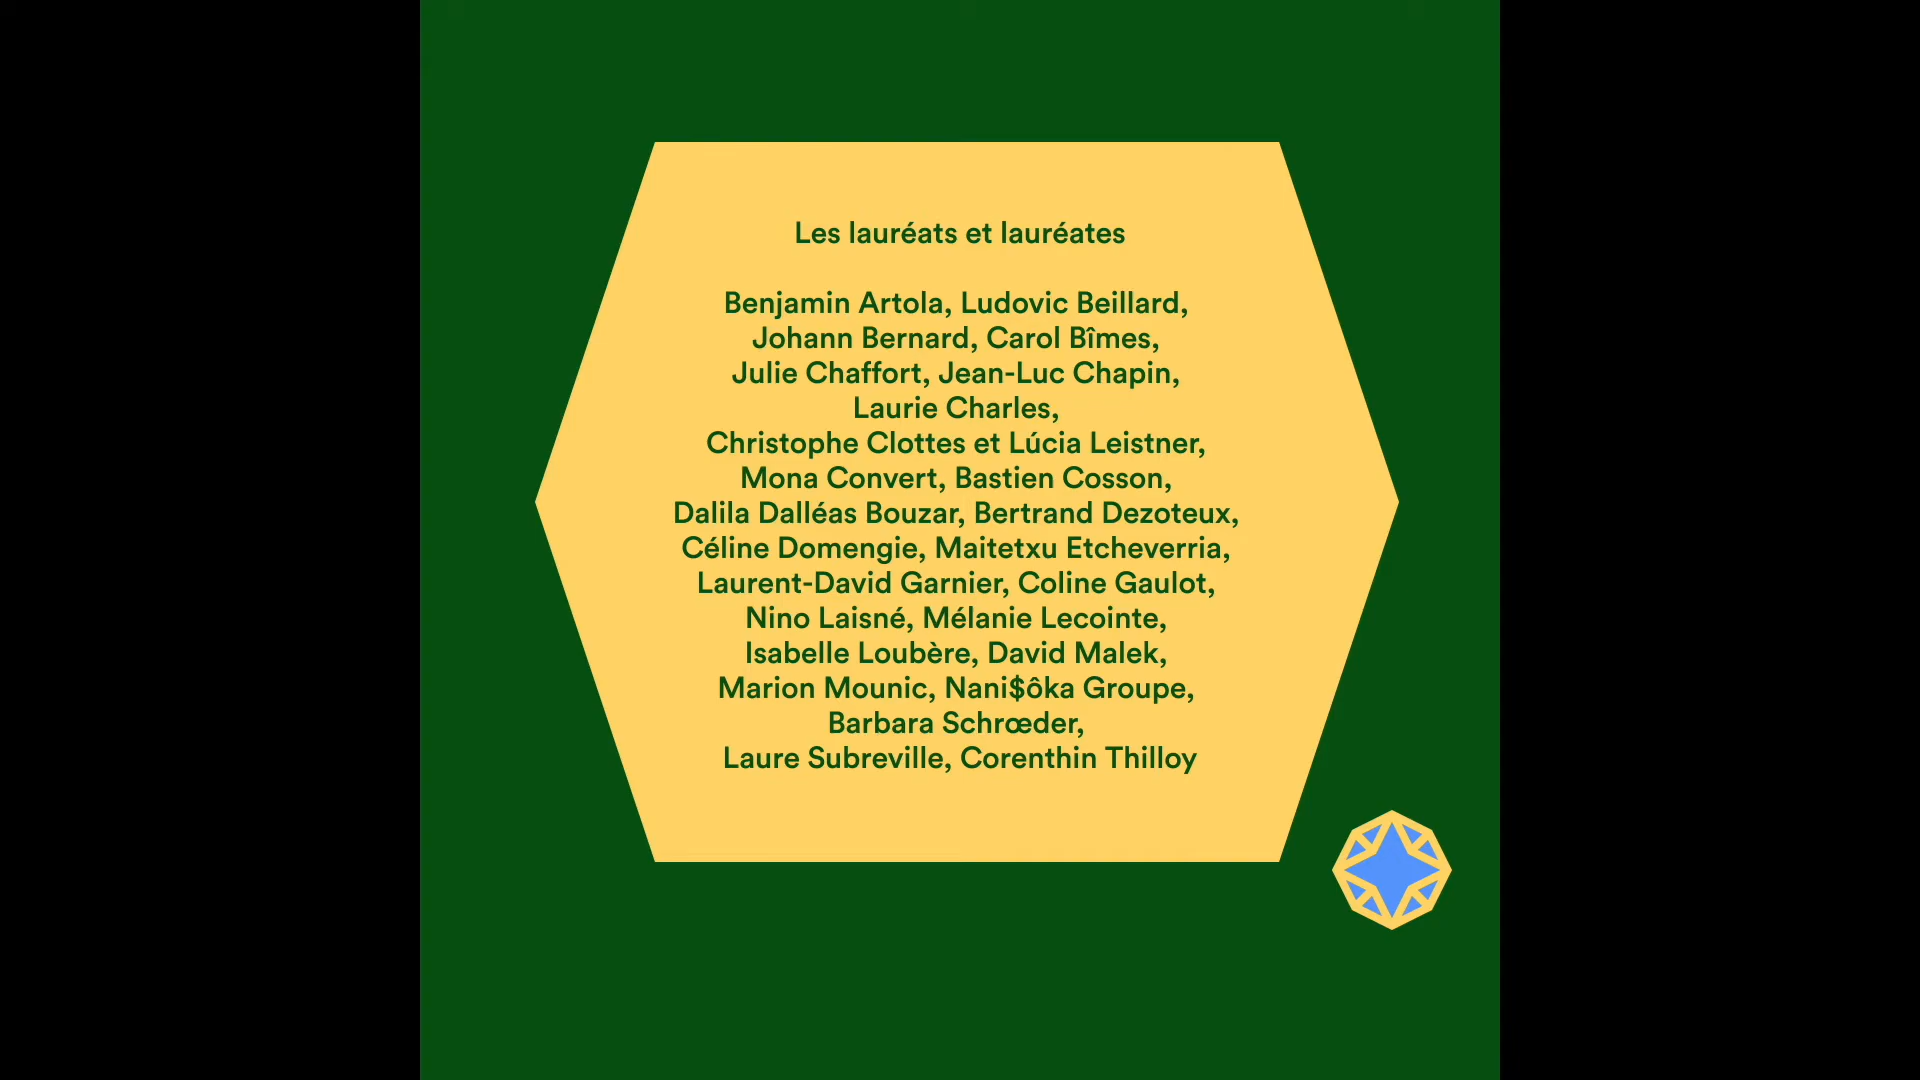 Les lauréats et lauréates
Benjamin Artola, Ludovic Beillard,
Johann Bernard, Carol Bîmes,
Julie Chaffort, Jean-Luc Chapin,
Laurie Charles,
Christophe Clottes et Lúcia Leistner,
Mona Convert, Bastien Cosson,
Dalila Dalléas Bouzar, Bertrand Dezoteux,
Céline Domengie, Maitetxu Etcheverria,
Laurent-David Garnier, Coline Gaulot,
Nino Laisné, Mélanie Lecointe,
Isabelle Loubère, David Malek,
Marion Mounic, Nani$ôka Groupe,
Barbara Schrœder,
Laure Subreville, Corenthin Thilloy